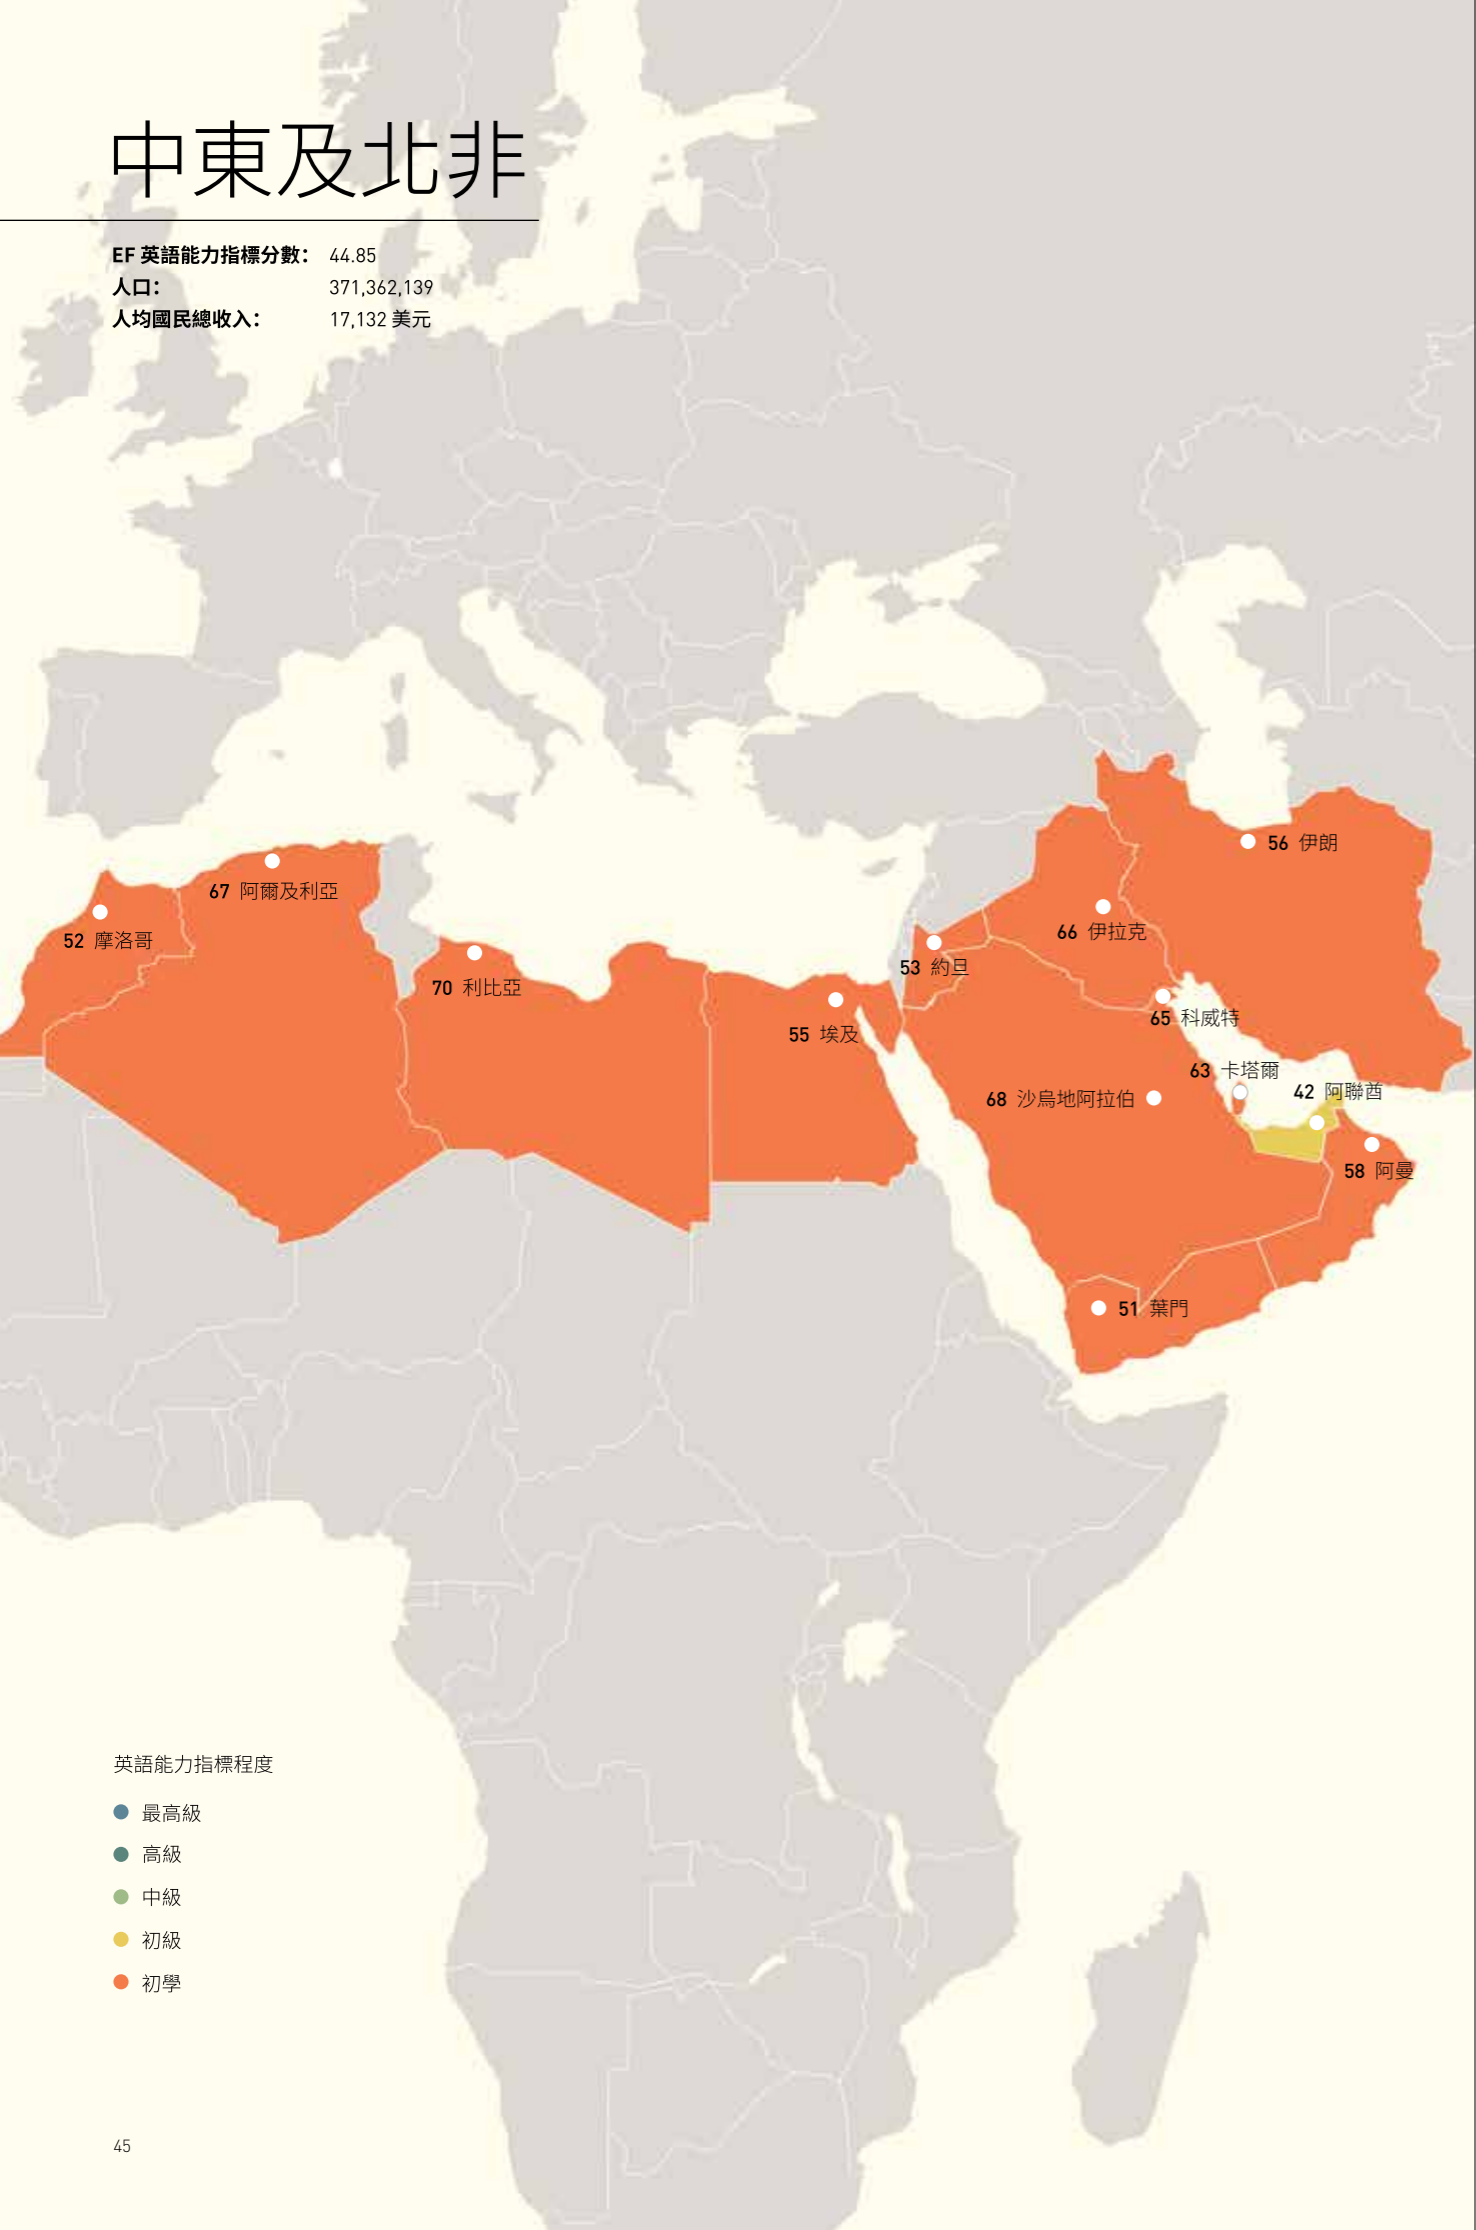 中東及北非
EF 英語能力指標分數： 44.85
人口： 371,362,139
人均國民總收入： 17,132 美元
56 伊朗
67 阿爾及利亞
66 伊拉克
52 摩洛哥
53 約旦
70 利比亞
65 科威特
55 埃及
63 卡塔爾
42 阿聯酋
68 沙烏地阿拉伯
58 阿曼
51 葉門
英語能力指標程度
最高級
高級
中級
初級
初學
45